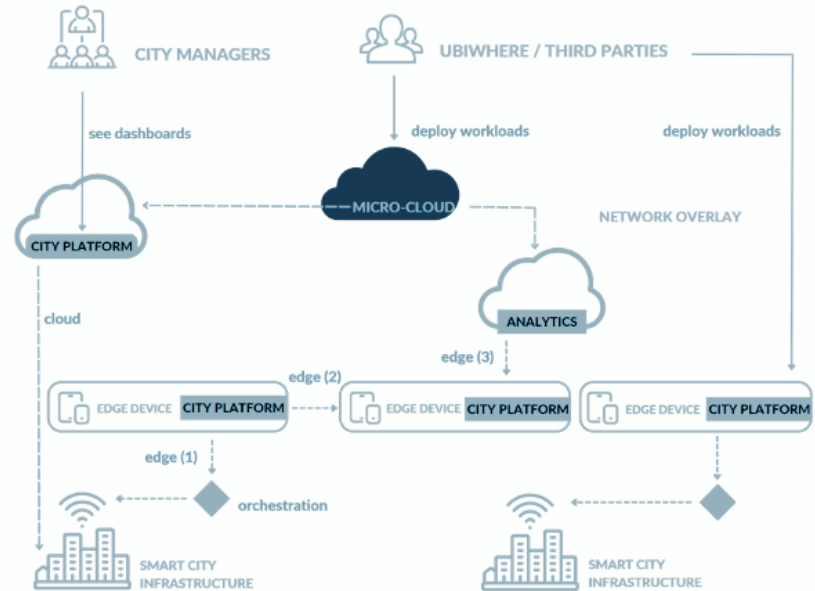 CITY MANAGERS
UBIWHERE / THIRD PARTIES
see dashboards
deploy workloads
deploy workloads
MICRO-CLOUD
NETWORK OVERLAY
CITY PLATFORM
cloud
ANALYTICS
edge (3)
edge (2)
EDGE DEVICE
CITY PLATFORM
EDGE DEVICE
CITY PLATFORM
EDGE DEVICE
CITY PLATFORM
edge (1)
orchestration
SMART CITY
INFRASTRUCTURE
SMART CITY
INFRASTRUCTURE